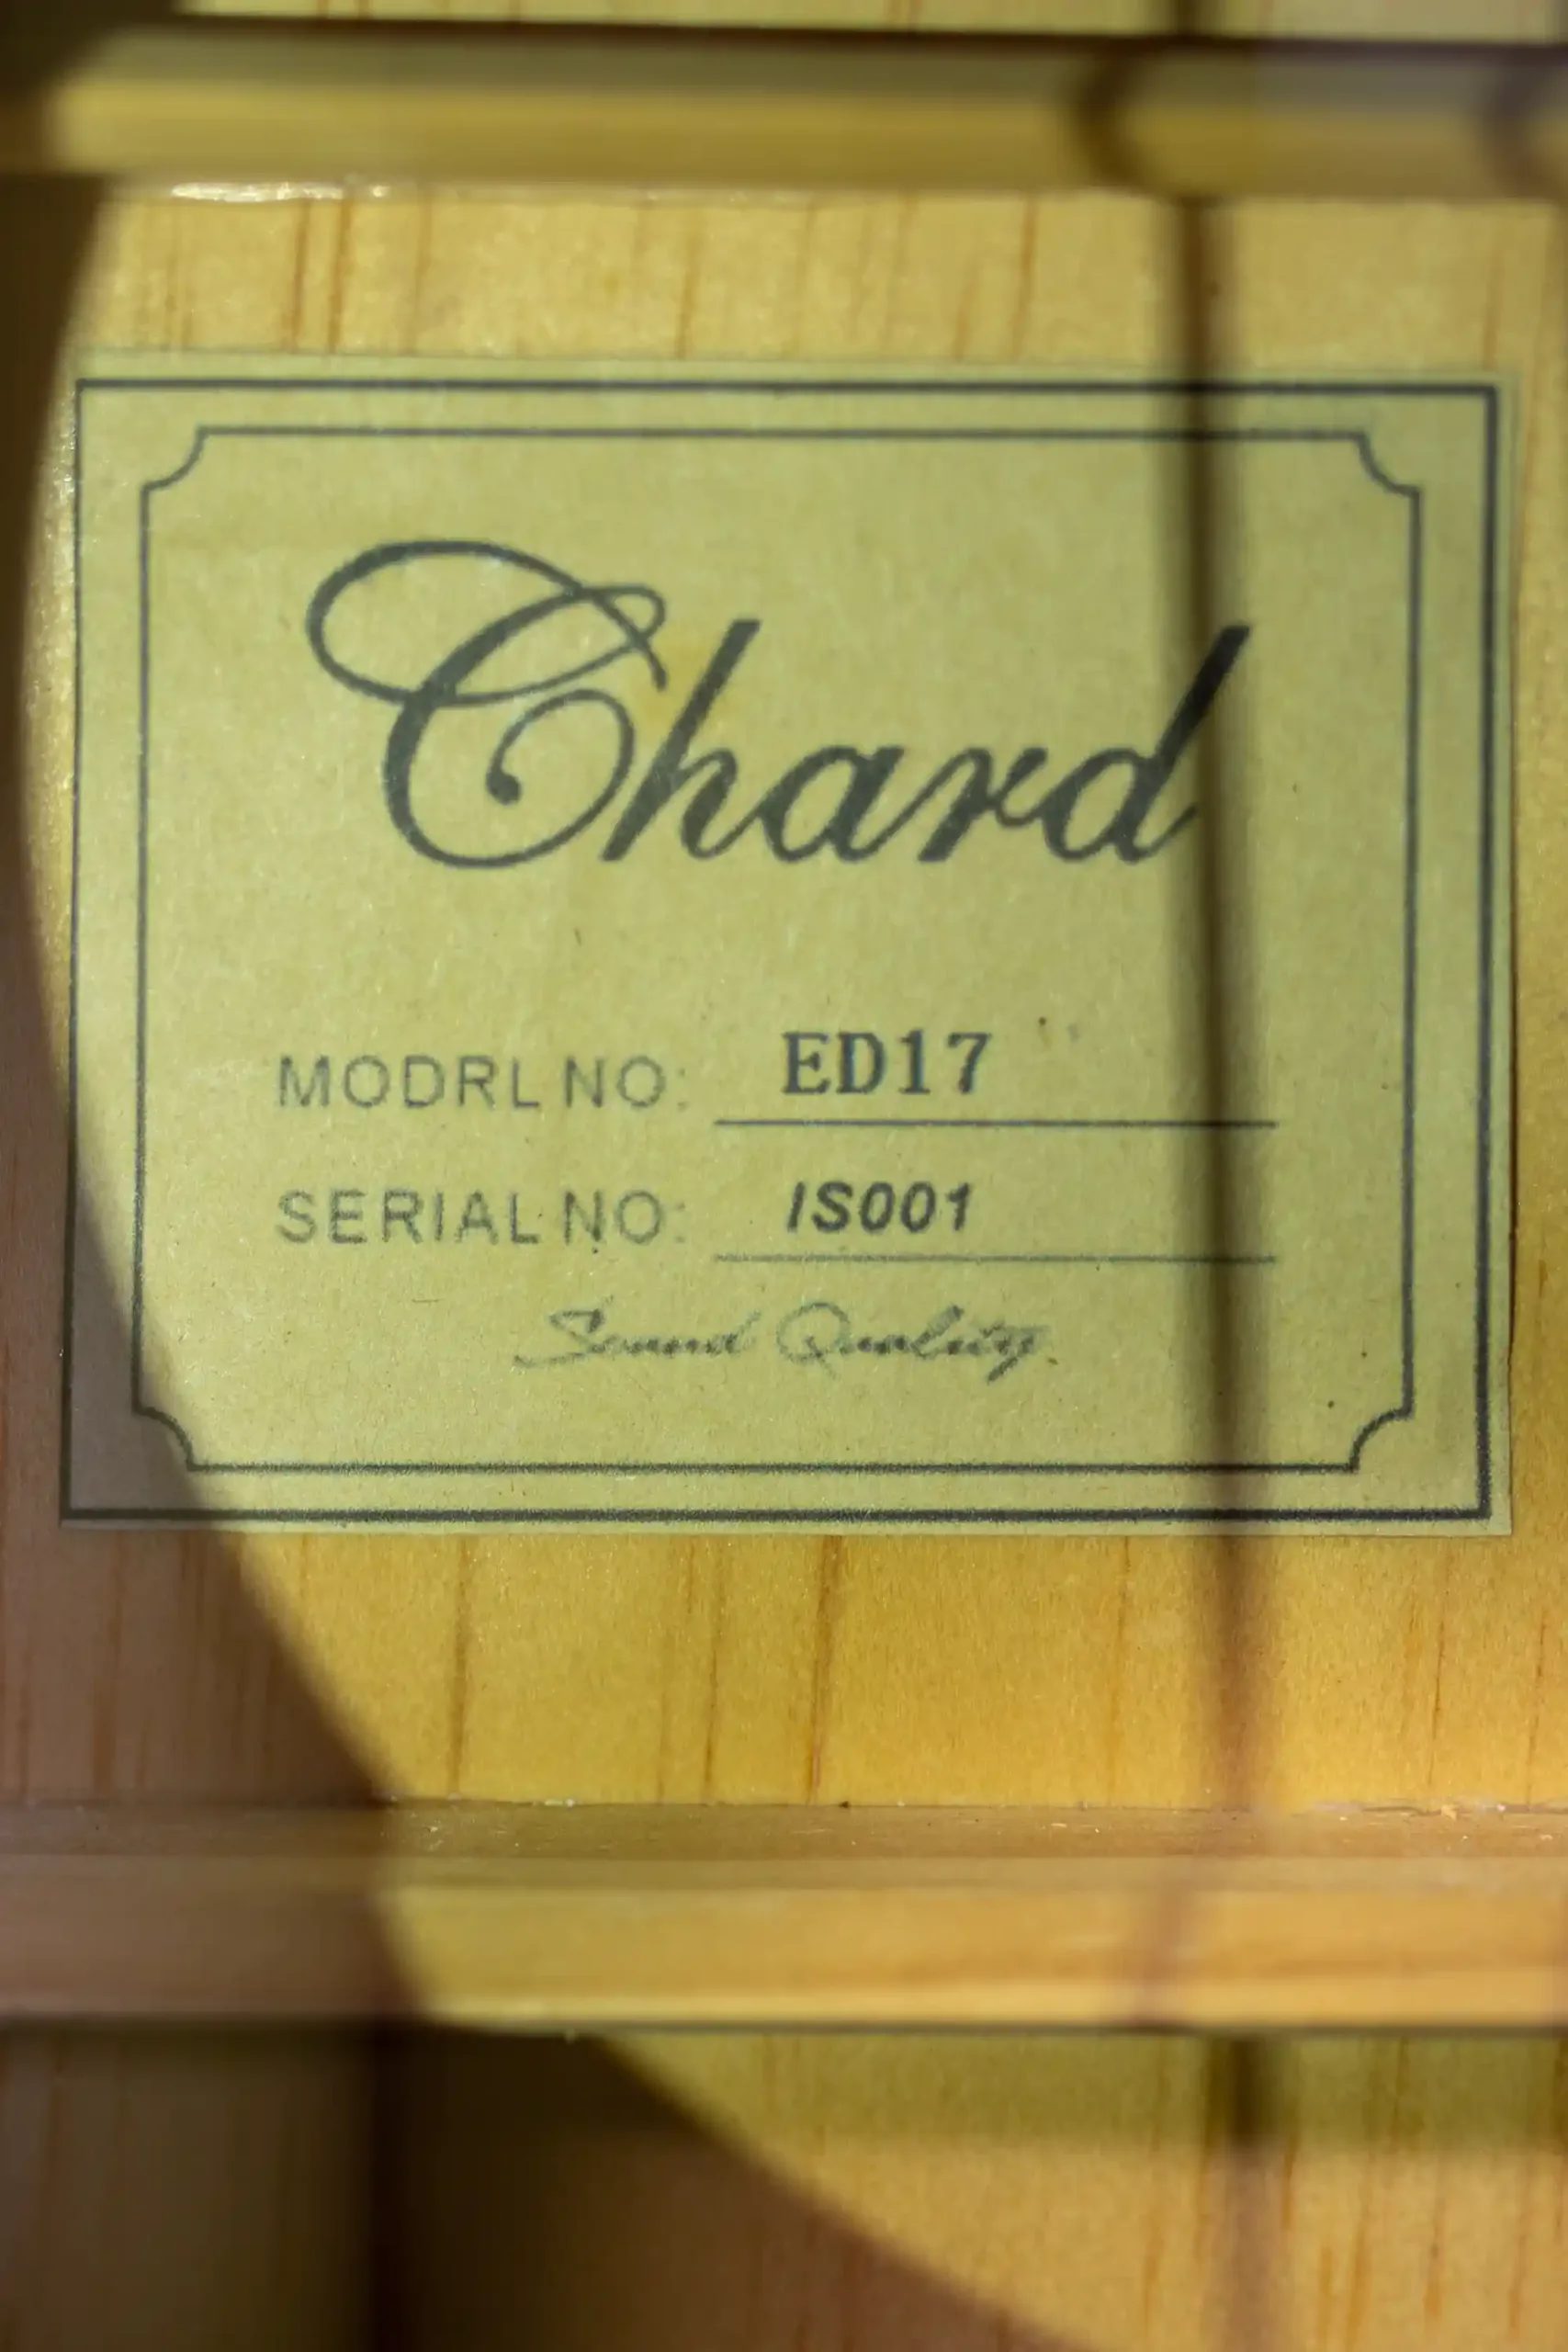 Chard
MODRL NO: ED17
SERIAL NO: IS001
Sound Quality